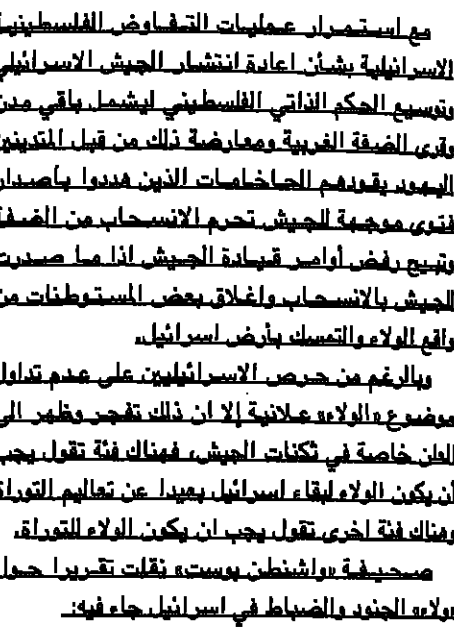 مع استمرار عمليات التفاوض الفلسطينية
الاسرائيلية بشأن اعادة انتشار الجيش الاسرائيلي
وتوسيع الحكم الذاتي الفلسطيني ليشمل باقي مدن
وقرى الضفة الغربية ومعارضة ذلك من قبل المتدينين
اليهود يقودهم الحاخامات الذين هددوا باصدار
فتوى موجهة للجيش تحرم الانسحاب من الضفة
وتبيح رفض أوامر قيادة الجيش اذا ما صدرت
للجيش بالانسحاب واغلاق بعض المستوطنات من
واقع الولاء والتمسك بأرض اسرائيل.
وبالرغم من حرص الاسرائيليين على عدم تداول
موضوع «الولاء» علانية إلا ان ذلك تفجر وظهر الى
العلن خاصة في ثكنات الجيش، فهناك فئة تقول يجب
أن يكون الولاء لبقاء اسرائيل بعيدا عن تعاليم التوراة
وهناك فئة اخرى تقول يجب ان يكون الولاء للتوراة.
صحيفة «واشنطن بوست» نقلت تقريرا حول
«ولاء» الجنود والضباط في اسرائيل جاء فيه: